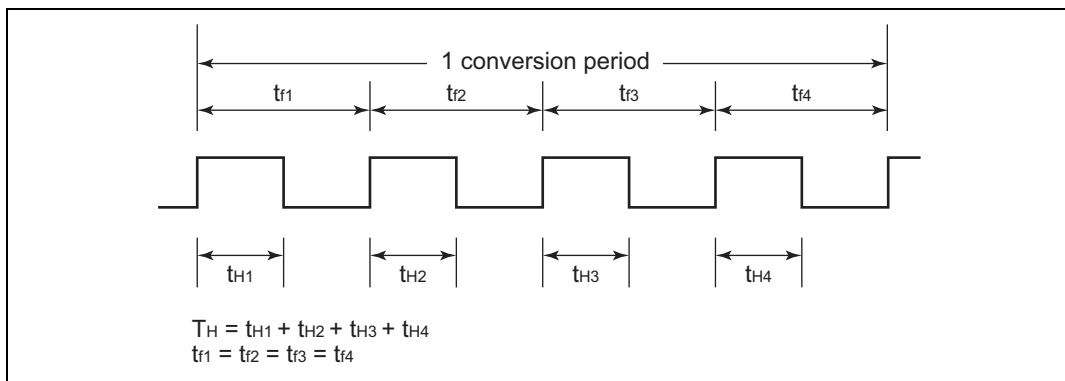 1 conversion period
tf1 tf2 tf3 tf4
tH1 tH2 tH3 tH4
TH = tH1 + tH2 + tH3 + tH4
tf1 = tf2 = tf3 = tf4